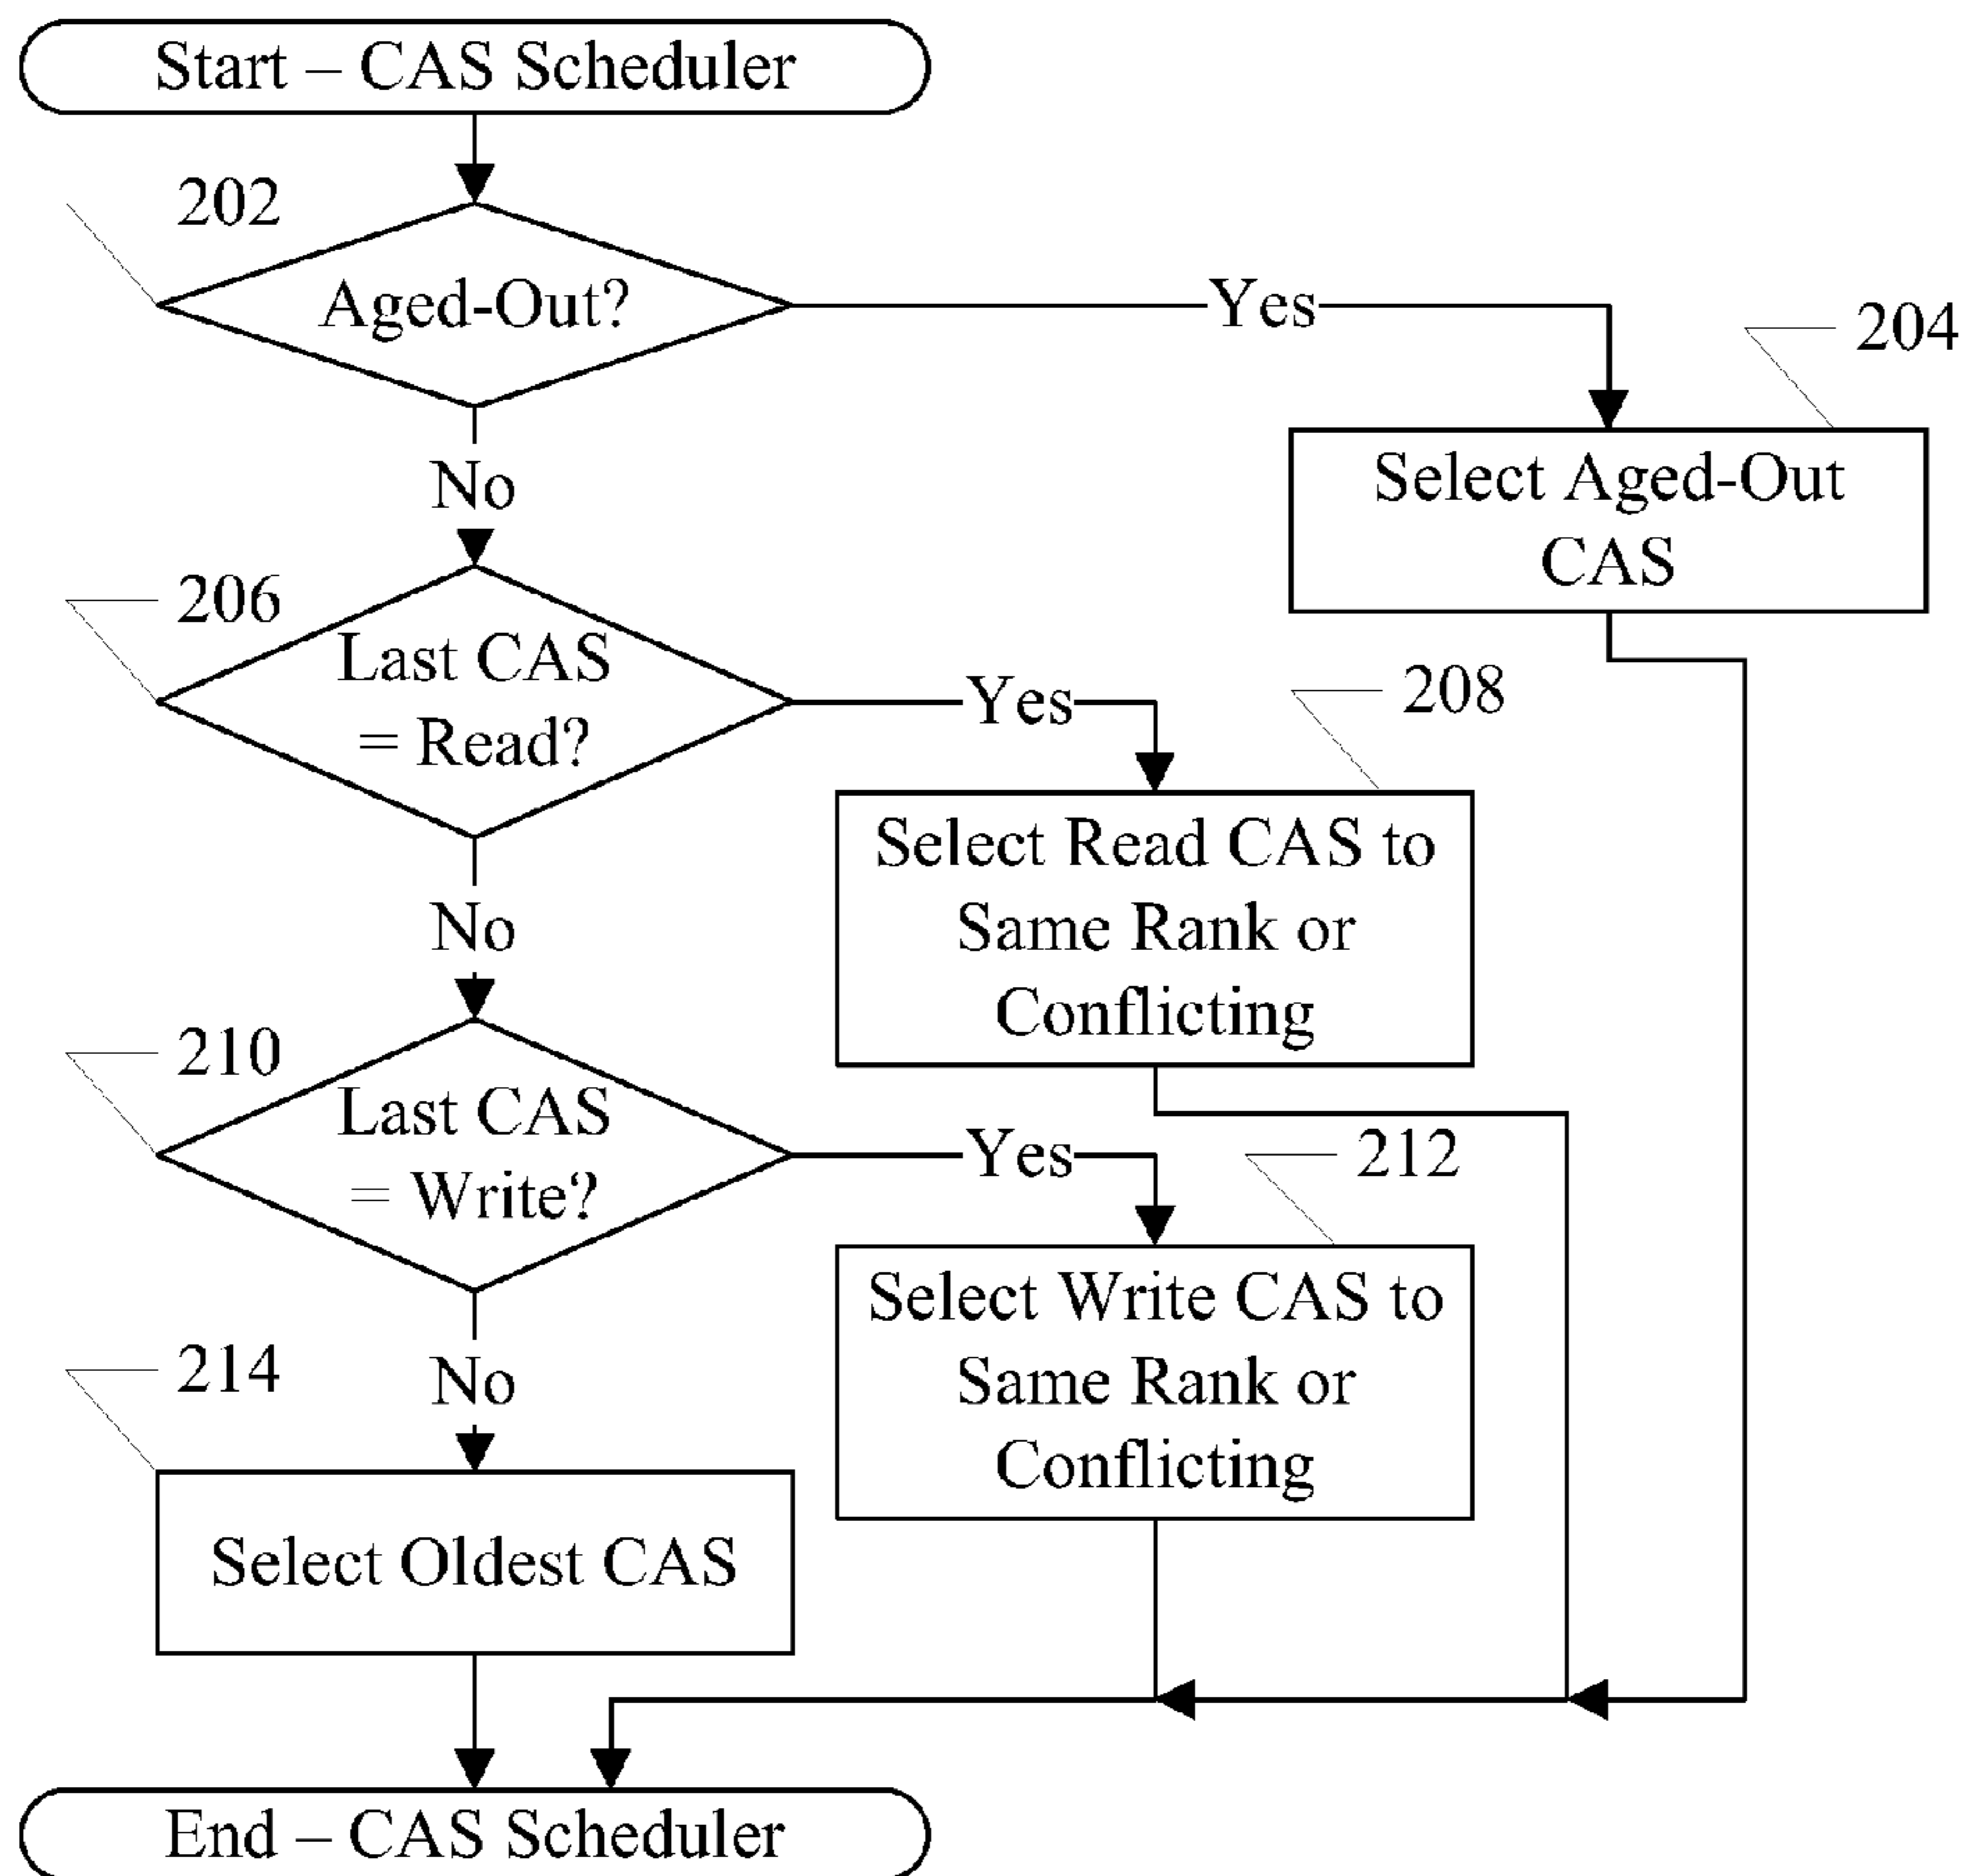 Start – CAS Scheduler
202
Aged-Out?
Yes
204
No
Select Aged-Out
CAS
206
Last CAS
= Read?
Yes
208
No
Select Read CAS to
Same Rank or
Conflicting
210
Last CAS
= Write?
Yes
212
214
No
Select Write CAS to
Same Rank or
Conflicting
Select Oldest CAS
End – CAS Scheduler